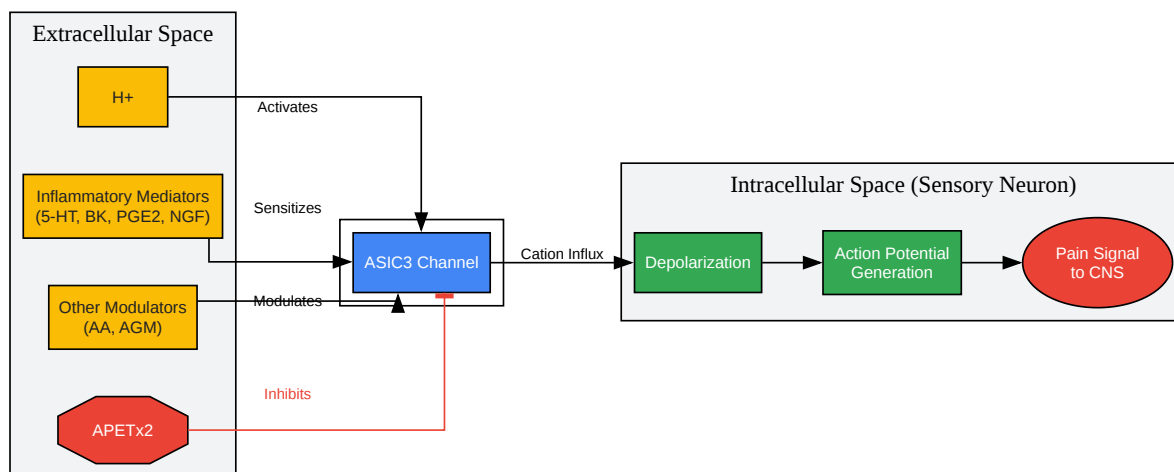 Extracellular Space
H+
Activates
Inflammatory Mediators
(5-HT, BK, PGE2, NGF)
Sensitizes
Other Modulators
(AA, AGM)
Modulates
APETx2
Inhibits
ASIC3 Channel
Cation Influx
Intracellular Space (Sensory Neuron)
Depolarization
Action Potential
Generation
Pain Signal
to CNS